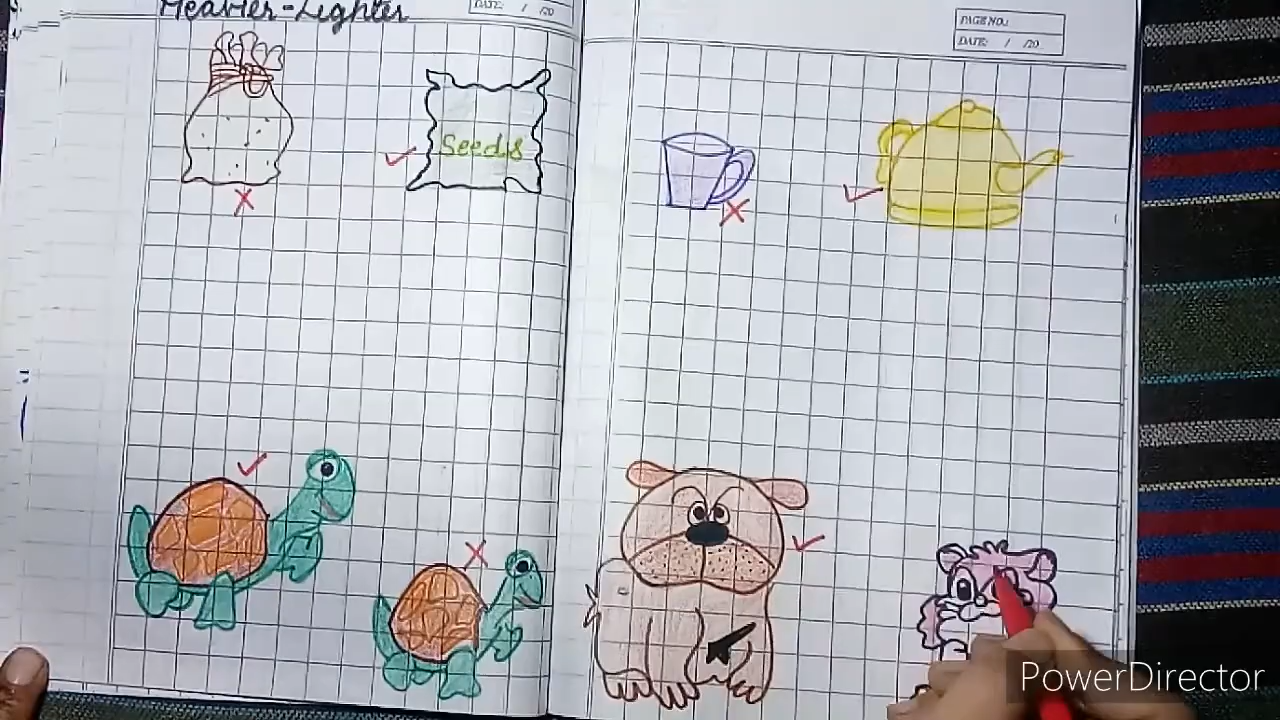 Heavier-Lighter
DATE: / /20
PAGE NO.:
DATE: / /20
Seeds
PowerDirector